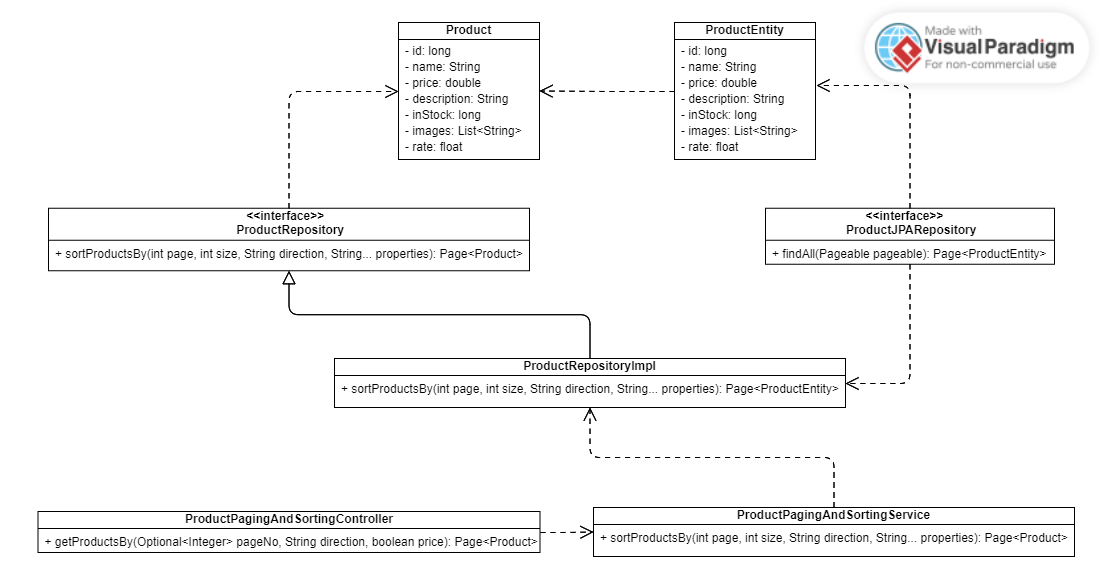 Product
- id: long
- name: String
- price: double
- description: String
- inStock: long
- images: List<String>
- rate: float
ProductEntity
- id: long
- name: String
- price: double
- description: String
- inStock: long
- images: List<String>
- rate: float
Made with
Visual Paradigm
For non-commercial use
<<interface>>
ProductRepository
+ sortProductsBy(int page, int size, String direction, String... properties): Page<Product>
<<interface>>
ProductJPARepository
+ findAll(Pageable pageable): Page<ProductEntity>
ProductRepositoryImpl
+ sortProductsBy(int page, int size, String direction, String... properties): Page<ProductEntity>
ProductPagingAndSortingController
+ getProductsBy(Optional<Integer> pageNo, String direction, boolean price): Page<Product>
ProductPagingAndSortingService
+ sortProductsBy(int page, int size, String direction, String... properties): Page<Product>